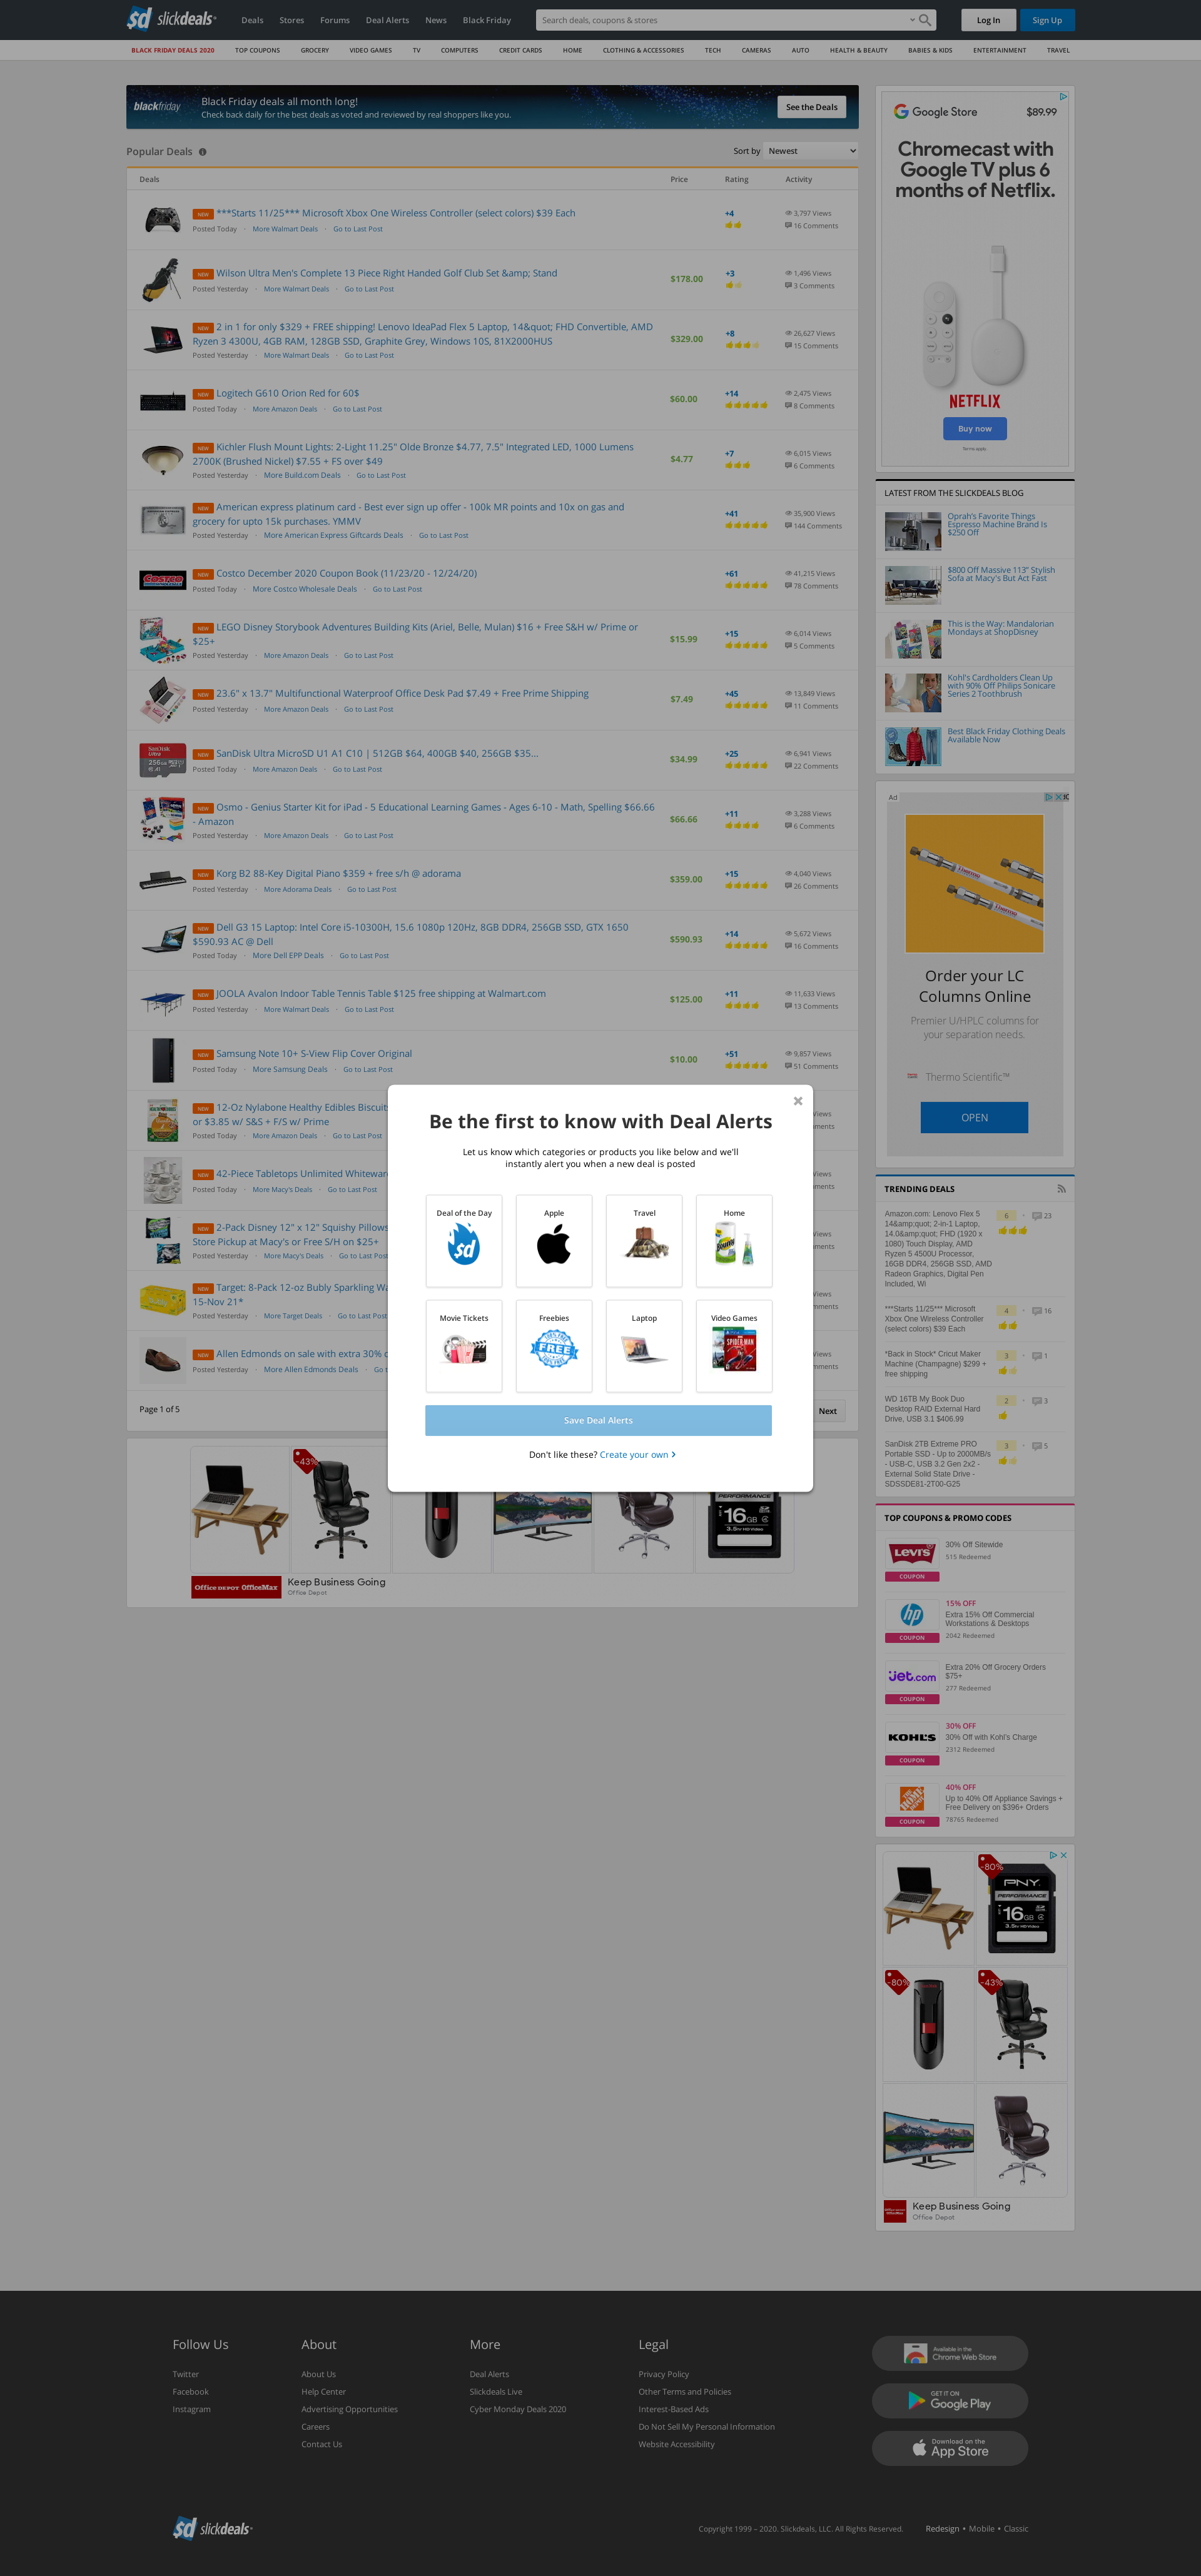 sd slickdeals
Deals Stores Forums Deal Alerts News Black Friday
Search deals, coupons & stores
Log In Sign Up
BLACK FRIDAY DEALS 2020 TOP COUPONS GROCERY VIDEO GAMES TV COMPUTERS CREDIT CARDS HOME CLOTHING & ACCESSORIES TECH CAMERAS AUTO HEALTH & BEAUTY BABIES & KIDS ENTERTAINMENT TRAVEL
blackfriday
Black Friday deals all month long!
Check back daily for the best deals as voted and reviewed by real shoppers like you.
See the Deals
Popular Deals
Sort by Newest
Deals Price Rating Activity
NEW ***Starts 11/25*** Microsoft Xbox One Wireless Controller (select colors) $39 Each
Posted Today · More Walmart Deals · Go to Last Post
+4 3,797 Views
16 Comments
NEW Wilson Ultra Men's Complete 13 Piece Right Handed Golf Club Set &amp; Stand
Posted Yesterday · More Walmart Deals · Go to Last Post
$178.00 +3 1,496 Views
3 Comments
NEW 2 in 1 for only $329 + FREE shipping! Lenovo IdeaPad Flex 5 Laptop, 14&quot; FHD Convertible, AMD
Ryzen 3 4300U, 4GB RAM, 128GB SSD, Graphite Grey, Windows 10S, 81X2000HUS
Posted Yesterday · More Walmart Deals · Go to Last Post
$329.00 +8 26,627 Views
15 Comments
NEW Logitech G610 Orion Red for 60$
Posted Today · More Amazon Deals · Go to Last Post
$60.00 +14 2,475 Views
8 Comments
NEW Kichler Flush Mount Lights: 2-Light 11.25" Olde Bronze $4.77, 7.5" Integrated LED, 1000 Lumens
2700K (Brushed Nickel) $7.55 + FS over $49
Posted Yesterday · More Build.com Deals · Go to Last Post
$4.77 +7 6,015 Views
6 Comments
NEW American express platinum card - Best ever sign up offer - 100k MR points and 10x on gas and
grocery for upto 15k purchases. YMMV
Posted Yesterday · More American Express Giftcards Deals · Go to Last Post
+41 35,900 Views
144 Comments
Costco WHOLESALE
NEW Costco December 2020 Coupon Book (11/23/20 - 12/24/20)
Posted Today · More Costco Wholesale Deals · Go to Last Post
+61 41,215 Views
78 Comments
NEW LEGO Disney Storybook Adventures Building Kits (Ariel, Belle, Mulan) $16 + Free S&H w/ Prime or
$25+
Posted Yesterday · More Amazon Deals · Go to Last Post
$15.99 +15 6,014 Views
5 Comments
NEW 23.6" x 13.7" Multifunctional Waterproof Office Desk Pad $7.49 + Free Prime Shipping
Posted Yesterday · More Amazon Deals · Go to Last Post
$7.49 +45 13,849 Views
11 Comments
SanDisk
Ultra
256GB
NEW SanDisk Ultra MicroSD U1 A1 C10 | 512GB $64, 400GB $40, 256GB $35...
Posted Today · More Amazon Deals · Go to Last Post
$34.99 +25 6,941 Views
22 Comments
NEW Osmo - Genius Starter Kit for iPad - 5 Educational Learning Games - Ages 6-10 - Math, Spelling $66.66
- Amazon
Posted Yesterday · More Amazon Deals · Go to Last Post
$66.66 +11 3,288 Views
6 Comments
NEW Korg B2 88-Key Digital Piano $359 + free s/h @ adorama
Posted Yesterday · More Adorama Deals · Go to Last Post
$359.00 +15 4,040 Views
26 Comments
NEW Dell G3 15 Laptop: Intel Core i5-10300H, 15.6 1080p 120Hz, 8GB DDR4, 256GB SSD, GTX 1650
$590.93 AC @ Dell
Posted Today · More Dell EPP Deals · Go to Last Post
$590.93 +14 5,672 Views
16 Comments
NEW JOOLA Avalon Indoor Table Tennis Table $125 free shipping at Walmart.com
Posted Yesterday · More Walmart Deals · Go to Last Post
$125.00 +11 11,633 Views
13 Comments
NEW Samsung Note 10+ S-View Flip Cover Original
Posted Today · More Samsung Deals · Go to Last Post
$10.00 +51 9,857 Views
51 Comments
NEW 12-Oz Nylabone Healthy Edibles Biscuits
or $3.85 w/ S&S + F/S w/ Prime
Posted Today · More Amazon Deals · Go to Last Post
Views
mments
NEW 42-Piece Tabletops Unlimited Whiteware
Posted Today · More Macy's Deals · Go to Last Post
Views
mments
NEW 2-Pack Disney 12" x 12" Squishy Pillows
Store Pickup at Macy's or Free S/H on $25+
Posted Yesterday · More Macy's Deals · Go to Last Post
Views
mments
NEW Target: 8-Pack 12-oz Bubly Sparkling Wa
15-Nov 21*
Posted Yesterday · More Target Deals · Go to Last Post
Views
mments
NEW Allen Edmonds on sale with extra 30% o
Posted Yesterday · More Allen Edmonds Deals · Go t
Views
mments
Page 1 of 5
Next
Be the first to know with Deal Alerts
Let us know which categories or products you like below and we'll
instantly alert you when a new deal is posted
Deal of the Day Apple Travel Home
sd
Bounty
Movie Tickets Freebies Laptop Video Games
FREE
SPIDER-MAN
Save Deal Alerts
Don't like these? Create your own
-43%
PERFORMANCE
16GB
3.5hr HD Video
Office DEPOT OfficeMax
Keep Business Going
Office Depot
Google Store $89.99
Chromecast with
Google TV plus 6
months of Netflix.
NETFLIX
Buy now
Terms apply.
LATEST FROM THE SLICKDEALS BLOG
Oprah's Favorite Things
Espresso Machine Brand Is
$250 Off
$800 Off Massive 113" Stylish
Sofa at Macy's But Act Fast
This is the Way: Mandalorian
Mondays at ShopDisney
Kohl's Cardholders Clean Up
with 90% Off Philips Sonicare
Series 2 Toothbrush
Best Black Friday Clothing Deals
Available Now
Ad
Order your LC
Columns Online
Premier U/HPLC columns for
your separation needs.
Thermo Scientific™
OPEN
TRENDING DEALS
Amazon.com: Lenovo Flex 5
14&amp;quot; 2-in-1 Laptop,
14.0&amp;quot; FHD (1920 x
1080) Touch Display, AMD
Ryzen 5 4500U Processor,
16GB DDR4, 256GB SSD, AMD
Radeon Graphics, Digital Pen
Included, Wi
6 · 23
***Starts 11/25*** Microsoft
Xbox One Wireless Controller
(select colors) $39 Each
4 · 16
*Back in Stock* Cricut Maker
Machine (Champagne) $299 +
free shipping
3 · 1
WD 16TB My Book Duo
Desktop RAID External Hard
Drive, USB 3.1 $406.99
2 · 3
SanDisk 2TB Extreme PRO
Portable SSD - Up to 2000MB/s
- USB-C, USB 3.2 Gen 2x2 -
External Solid State Drive -
SDSSDE81-2T00-G25
3 · 5
TOP COUPONS & PROMO CODES
LEVI'S
COUPON
30% Off Sitewide
515 Redeemed
hp
COUPON
15% OFF
Extra 15% Off Commercial
Workstations & Desktops
2042 Redeemed
jet.com
COUPON
Extra 20% Off Grocery Orders
$75+
277 Redeemed
KOHL'S
COUPON
30% OFF
30% Off with Kohl's Charge
2312 Redeemed
COUPON
40% OFF
Up to 40% Off Appliance Savings +
Free Delivery on $396+ Orders
78765 Redeemed
-80%
PNY
PERFORMANCE
16GB
3.5hr HD Video
-80%
-43%
Keep Business Going
Office Depot
Follow Us
Twitter
Facebook
Instagram
About
About Us
Help Center
Advertising Opportunities
Careers
Contact Us
More
Deal Alerts
Slickdeals Live
Cyber Monday Deals 2020
Legal
Privacy Policy
Other Terms and Policies
Interest-Based Ads
Do Not Sell My Personal Information
Website Accessibility
Available in the
Chrome Web Store
GET IT ON
Google Play
Download on the
App Store
sd slickdeals
Copyright 1999 – 2020. Slickdeals, LLC. All Rights Reserved.
Redesign • Mobile • Classic